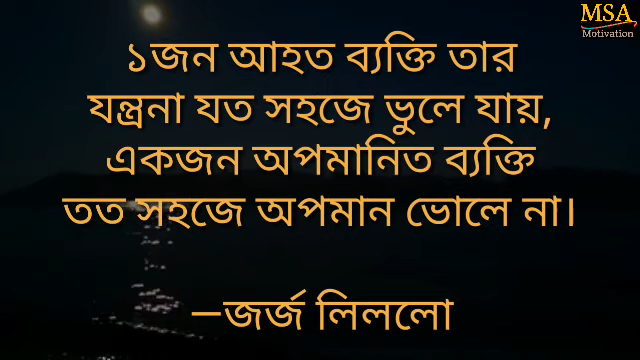 MSA
Motivation
১জন আহত ব্যক্তি তার
যন্ত্রনা যত সহজে ভুলে যায়,
একজন অপমানিত ব্যক্তি
তত সহজে অপমান ভোলে না।
—জর্জ লিললো